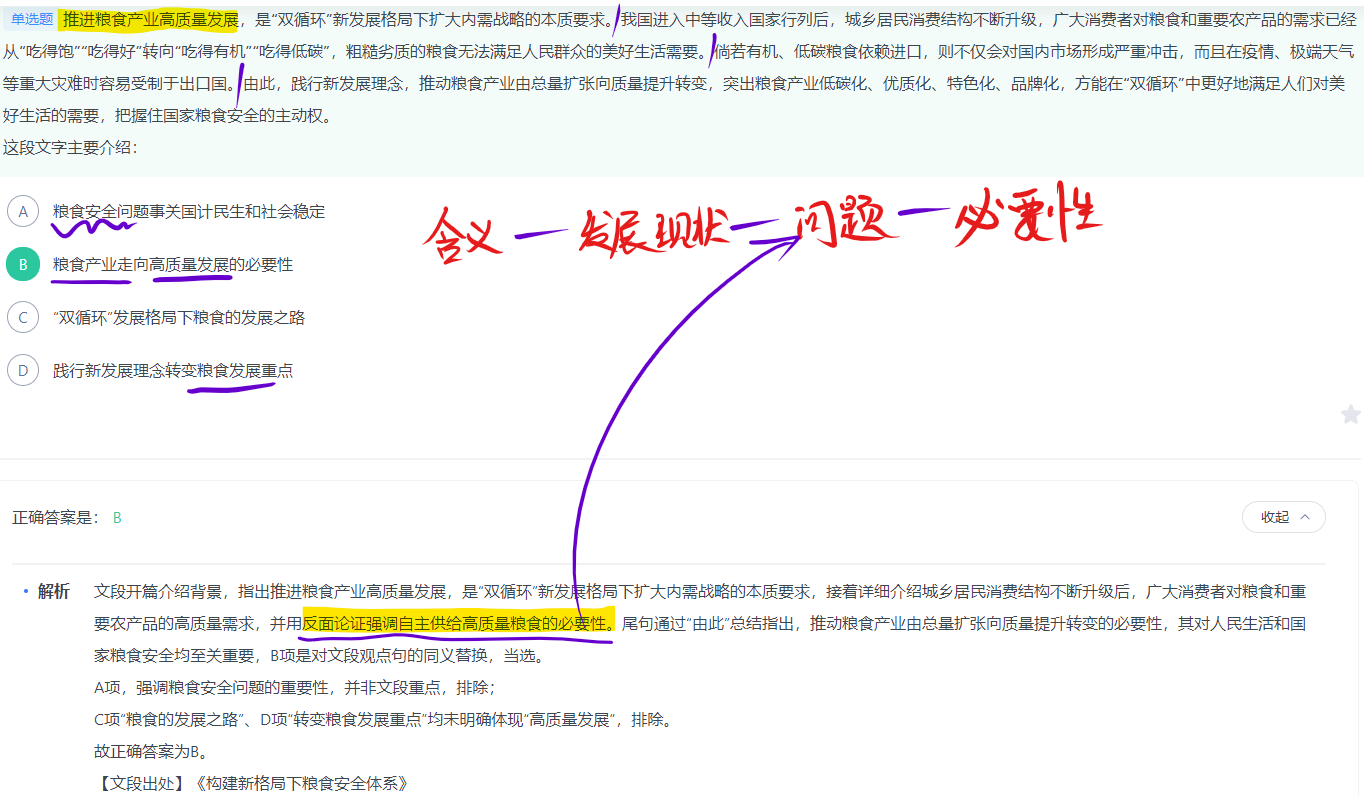 单选题 推进粮食产业高质量发展，是“双循环”新发展格局下扩大内需战略的本质要求。我国进入中等收入国家行列后，城乡居民消费结构不断升级，广大消费者对粮食和重要农产品的需求已经
从“吃得饱”“吃得好”转向“吃得有机”“吃得低碳”，粗糙劣质的粮食无法满足人民群众的美好生活需要。倘若有机、低碳粮食依赖进口，则不仅会对国内市场形成严重冲击，而且在疫情、极端天气
等重大灾难时容易受制于出口国。由此，践行新发展理念，推动粮食产业由总量扩张向质量提升转变，突出粮食产业低碳化、优质化、特色化、品牌化，方能在“双循环”中更好地满足人们对美
好生活的需要，把握住国家粮食安全的主动权。
这段文字主要介绍：
A 粮食安全问题事关国计民生和社会稳定
含义 — 发展现状 — 问题 — 必要性
B 粮食产业走向高质量发展的必要性
C “双循环”发展格局下粮食的发展之路
D 践行新发展理念转变粮食发展重点
正确答案是： B
收起
解析 文段开篇介绍背景，指出推进粮食产业高质量发展，是“双循环”新发展格局下扩大内需战略的本质要求，接着详细介绍城乡居民消费结构不断升级后，广大消费者对粮食和重
要农产品的高质量需求，并用反面论证强调自主供给高质量粮食的必要性。尾句通过“由此”总结指出，推动粮食产业由总量扩张向质量提升转变的必要性，其对人民生活和国
家粮食安全均至关重要，B项是对文段观点句的同义替换，当选。
A项，强调粮食安全问题的重要性，并非文段重点，排除；
C项“粮食的发展之路”、D项“转变粮食发展重点”均未明确体现“高质量发展”，排除。
故正确答案为B。
【文段出处】《构建新格局下粮食安全体系》